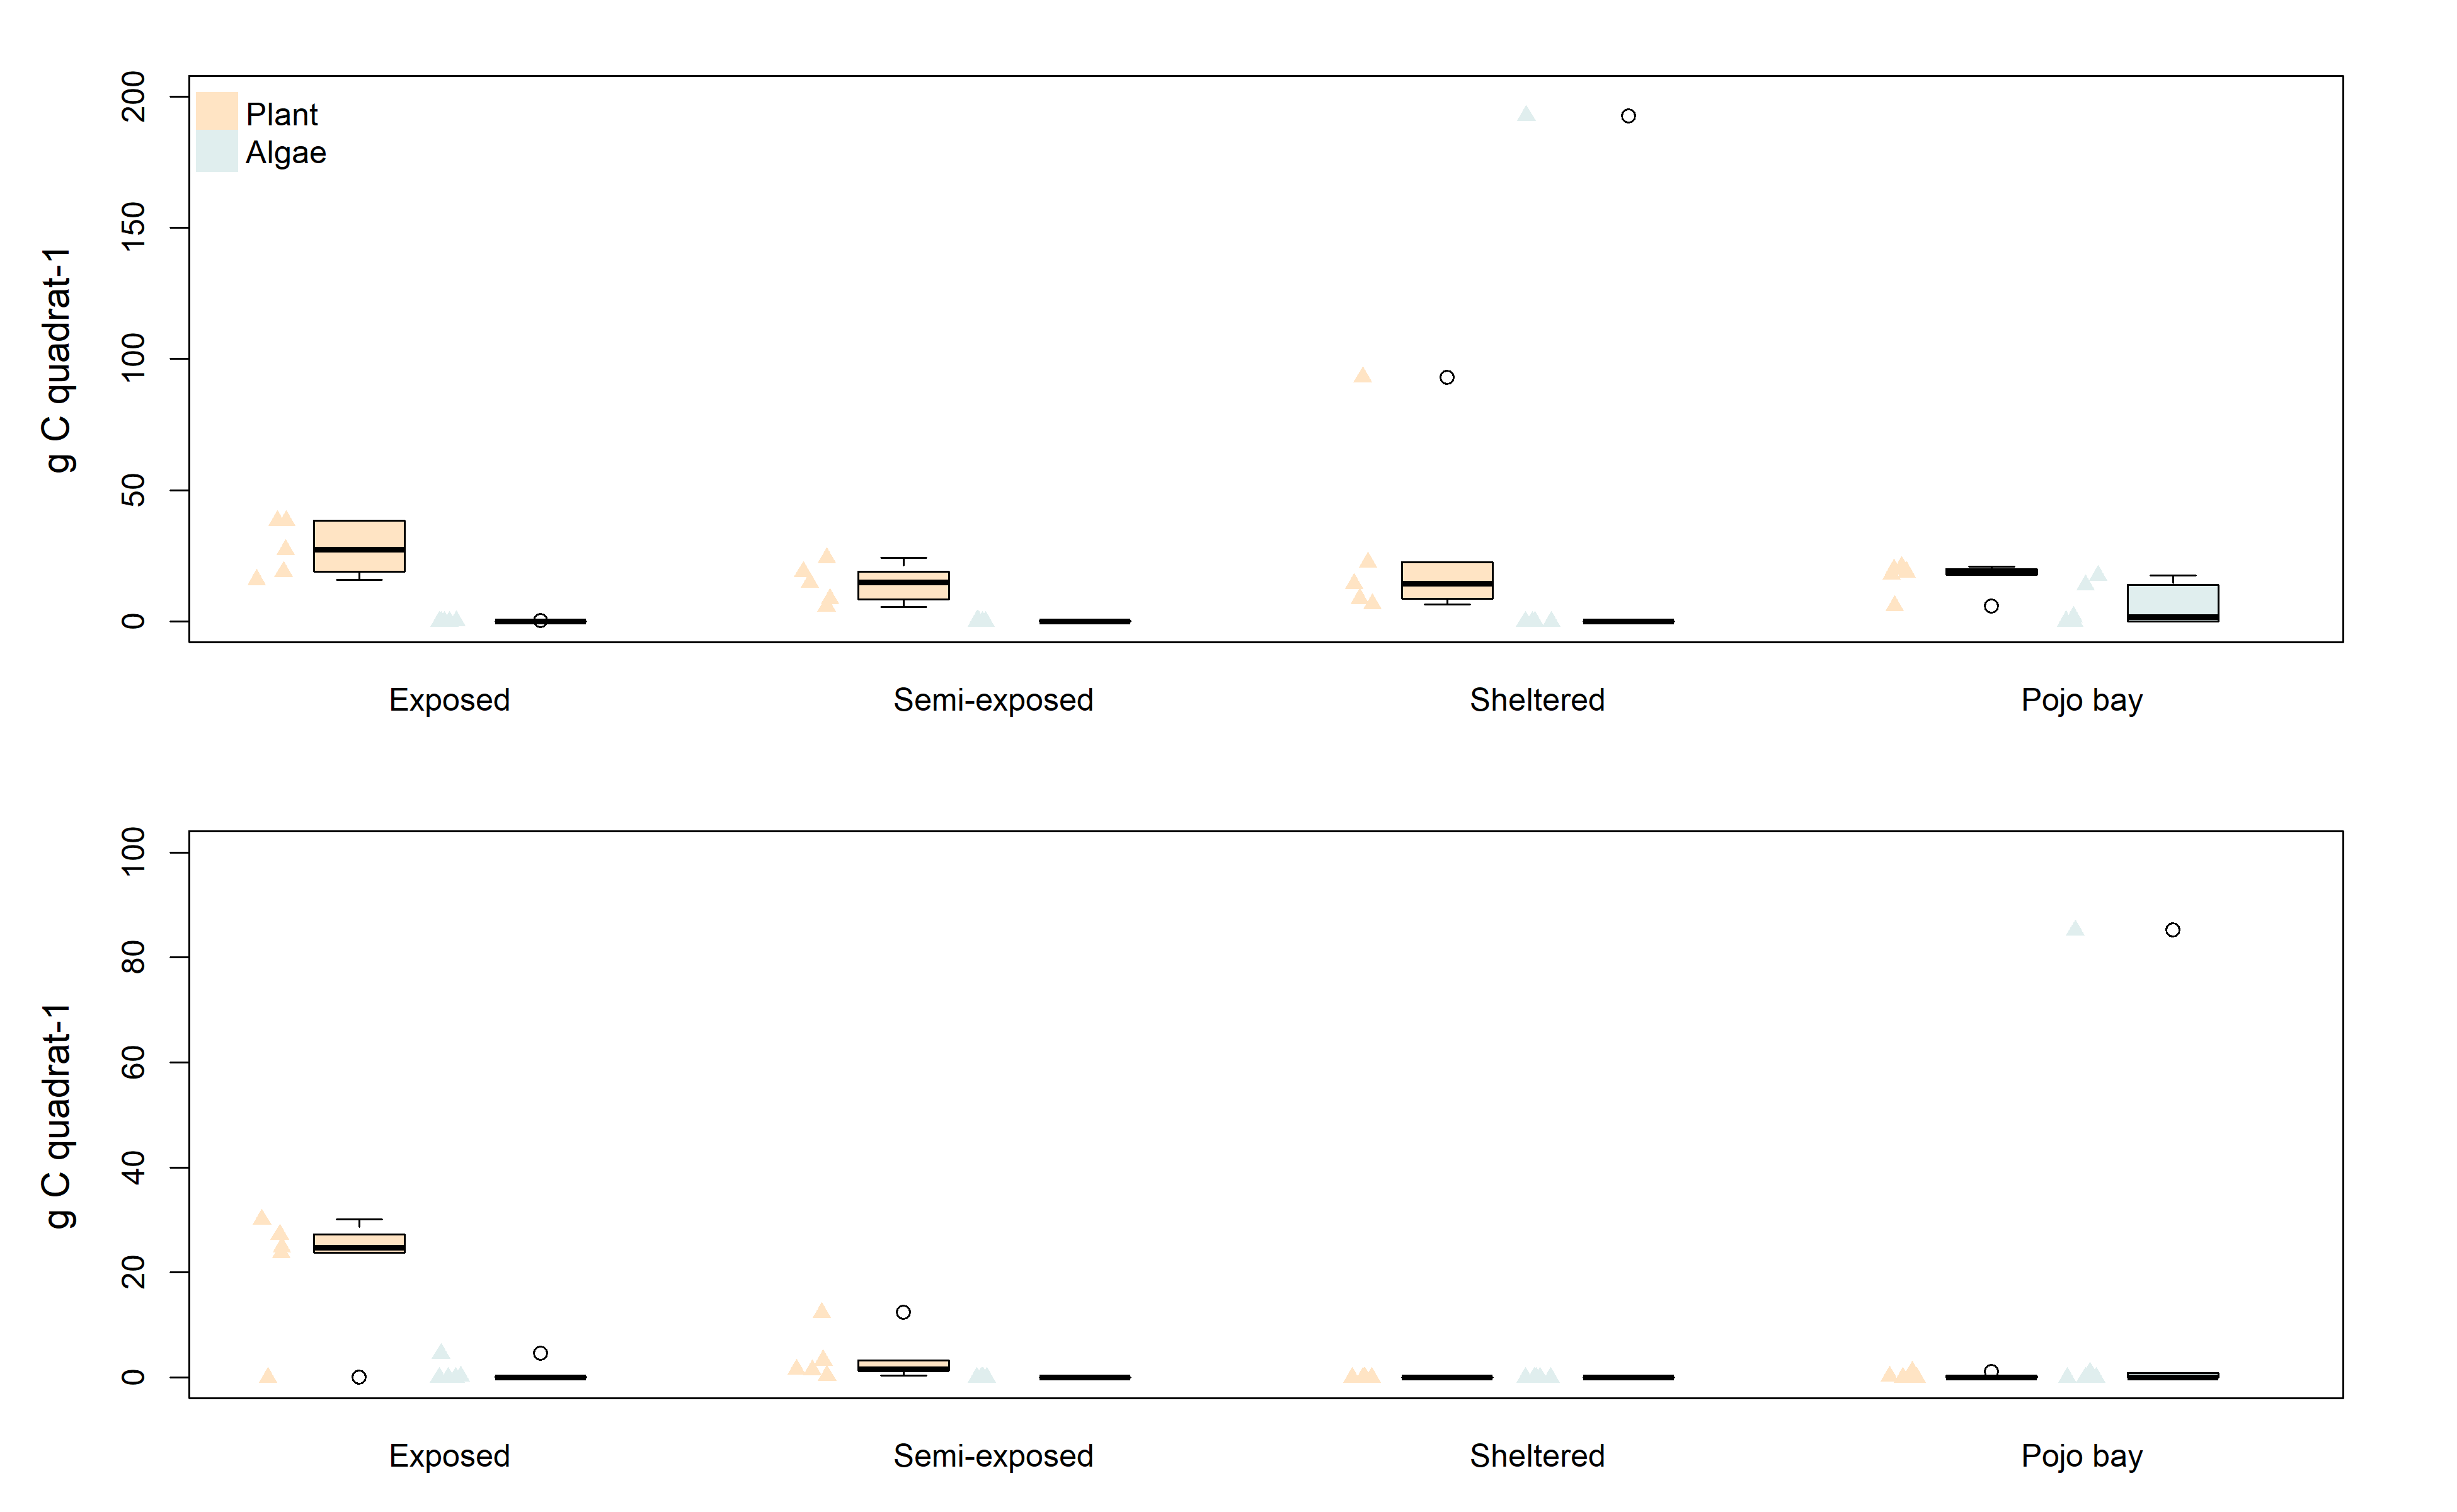 200
150
100
50
0
g C quadrat-1
Plant
Algae
Exposed Semi-exposed Sheltered Pojo bay
100
80
60
40
20
0
g C quadrat-1
Exposed Semi-exposed Sheltered Pojo bay